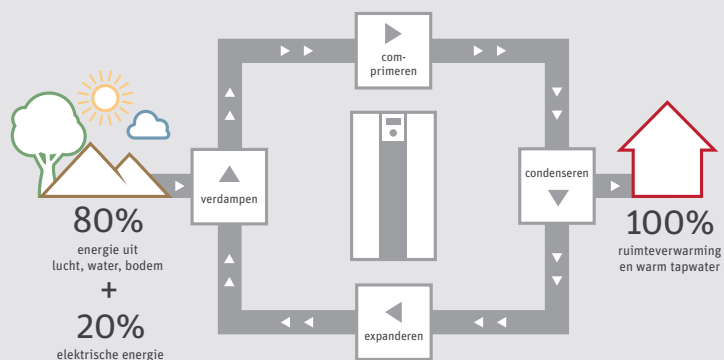 com-
primeren
verdampen
condenseren
expanderen
80%
energie uit
lucht, water, bodem
+
20%
elektrische energie
100%
ruimteverwarming
en warm tapwater